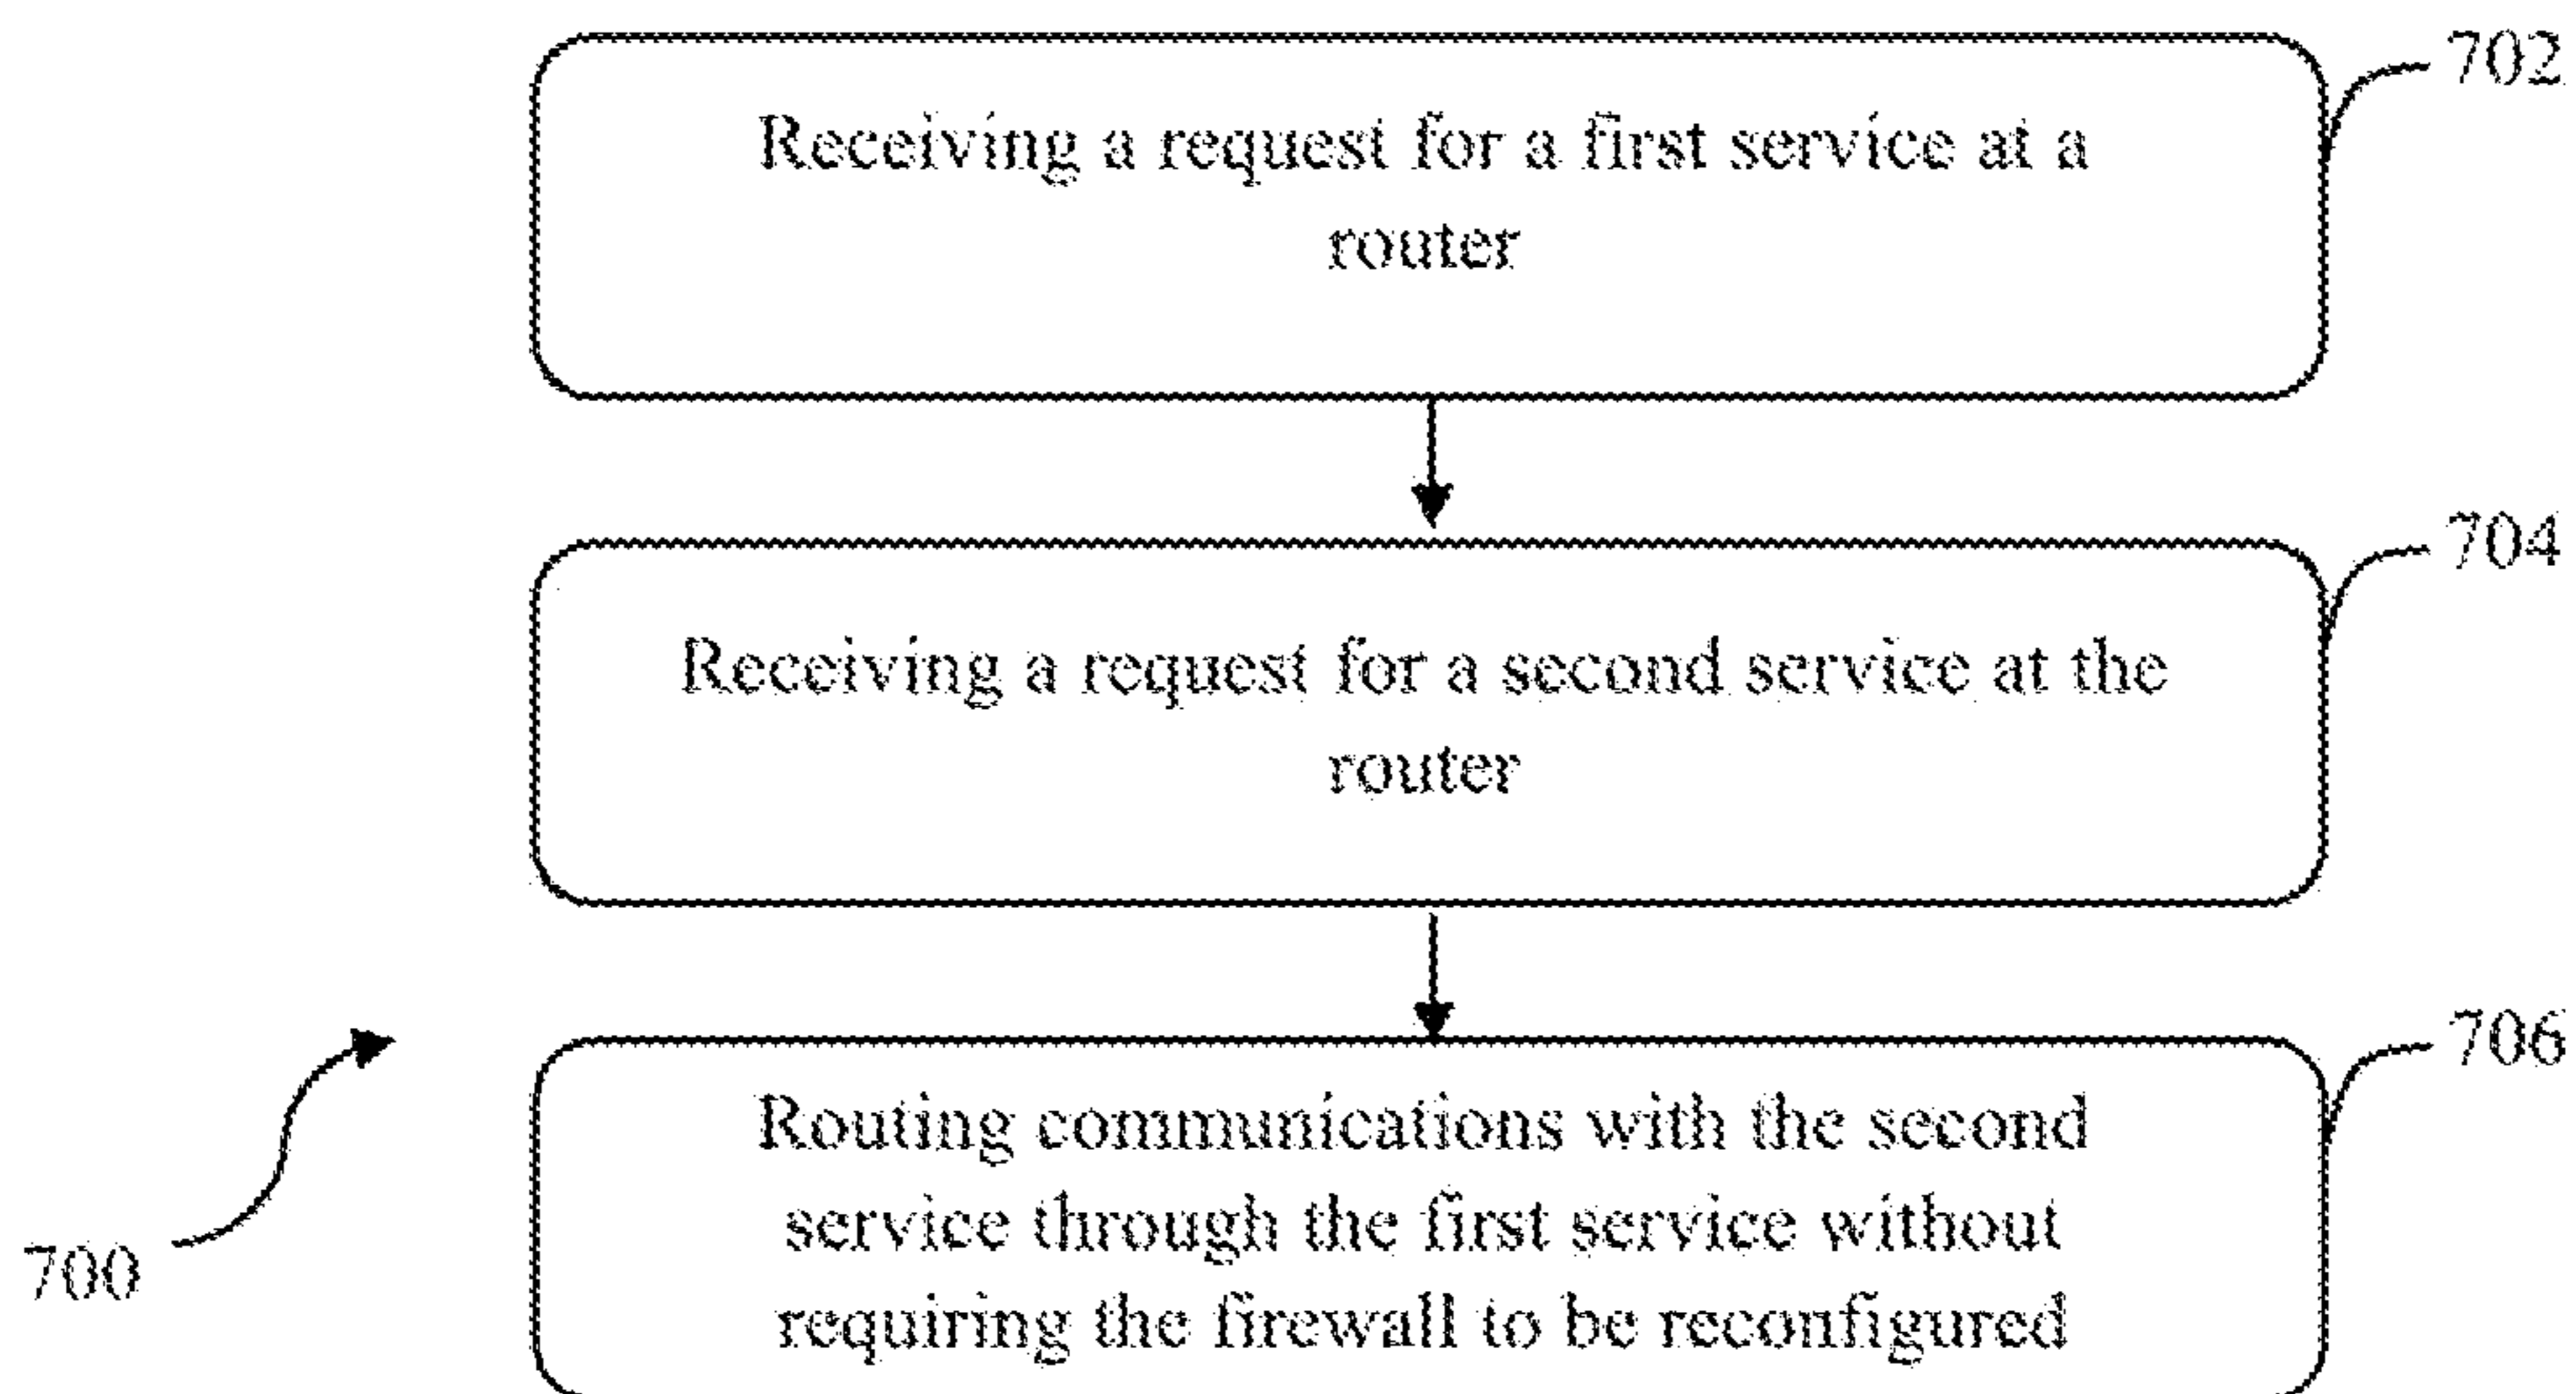 702
Receiving a request for a first service at a
router
704
Receiving a request for a second service at the
router
706
Routing communications with the second
service through the first service without
requiring the firewall to be reconfigured
700